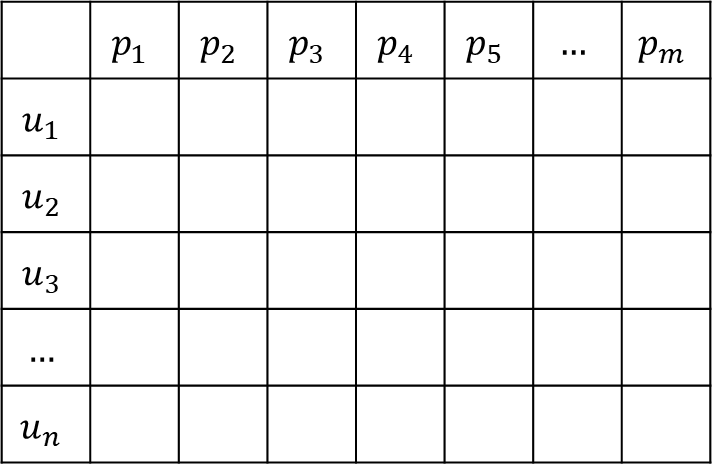 p₁ p₂ p₃ p₄ p₅ ... pₘ
u₁
u₂
u₃
...
uₙ